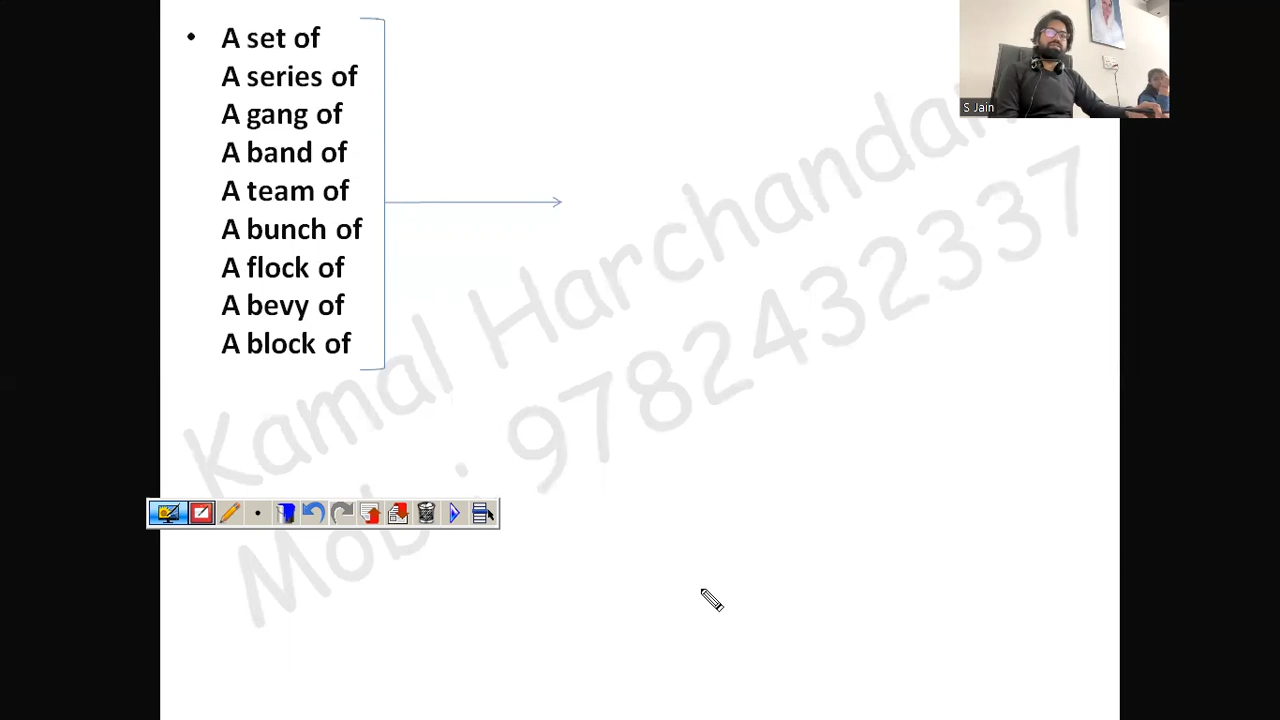 • A set of
A series of
A gang of
A band of
A team of
A bunch of
A flock of
A bevy of
A block of
S Jain
Kamal Harchandan
Mob : 9782432337